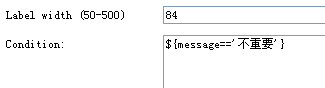 Label width (50-500) 84
Condition: ${message=='不重要'}